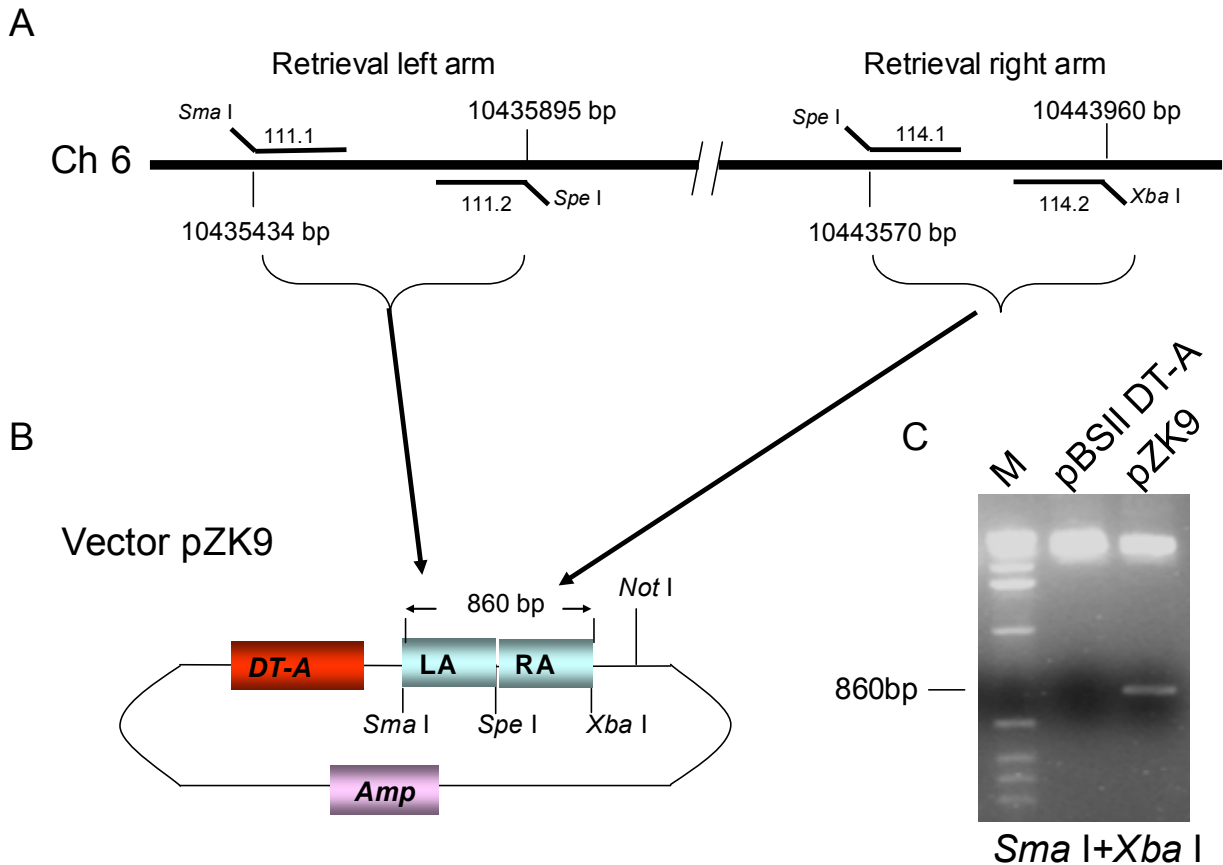 A
Retrieval left arm
Retrieval right arm
Sma I
111.1
10435895 bp
Spe I
114.1
10443960 bp
Ch 6
111.2
Spe I
114.2
Xba I
10435434 bp
10443570 bp
B
C
M
pBSII DT-A
pZK9
Vector pZK9
860 bp
Not I
DT-A
LA
RA
860bp
Sma I
Spe I
Xba I
Amp
Sma I+Xba I